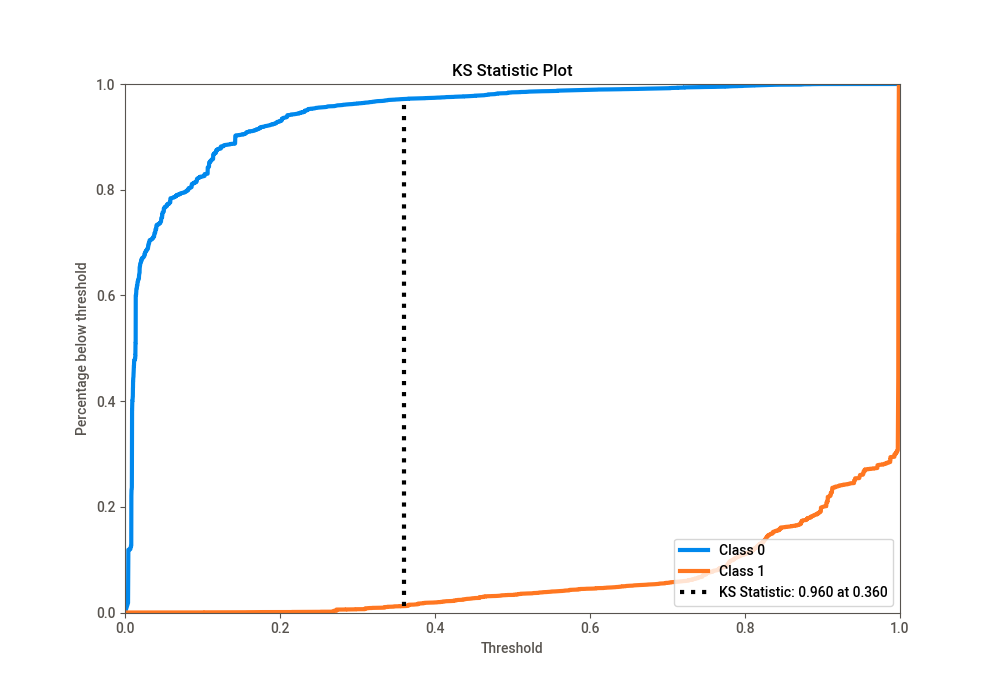 KS Statistic Plot
Percentage below threshold
1.0
0.8
0.6
0.4
0.2
0.0
Class 0
Class 1
KS Statistic: 0.960 at 0.360
0.0 0.2 0.4 0.6 0.8 1.0
Threshold